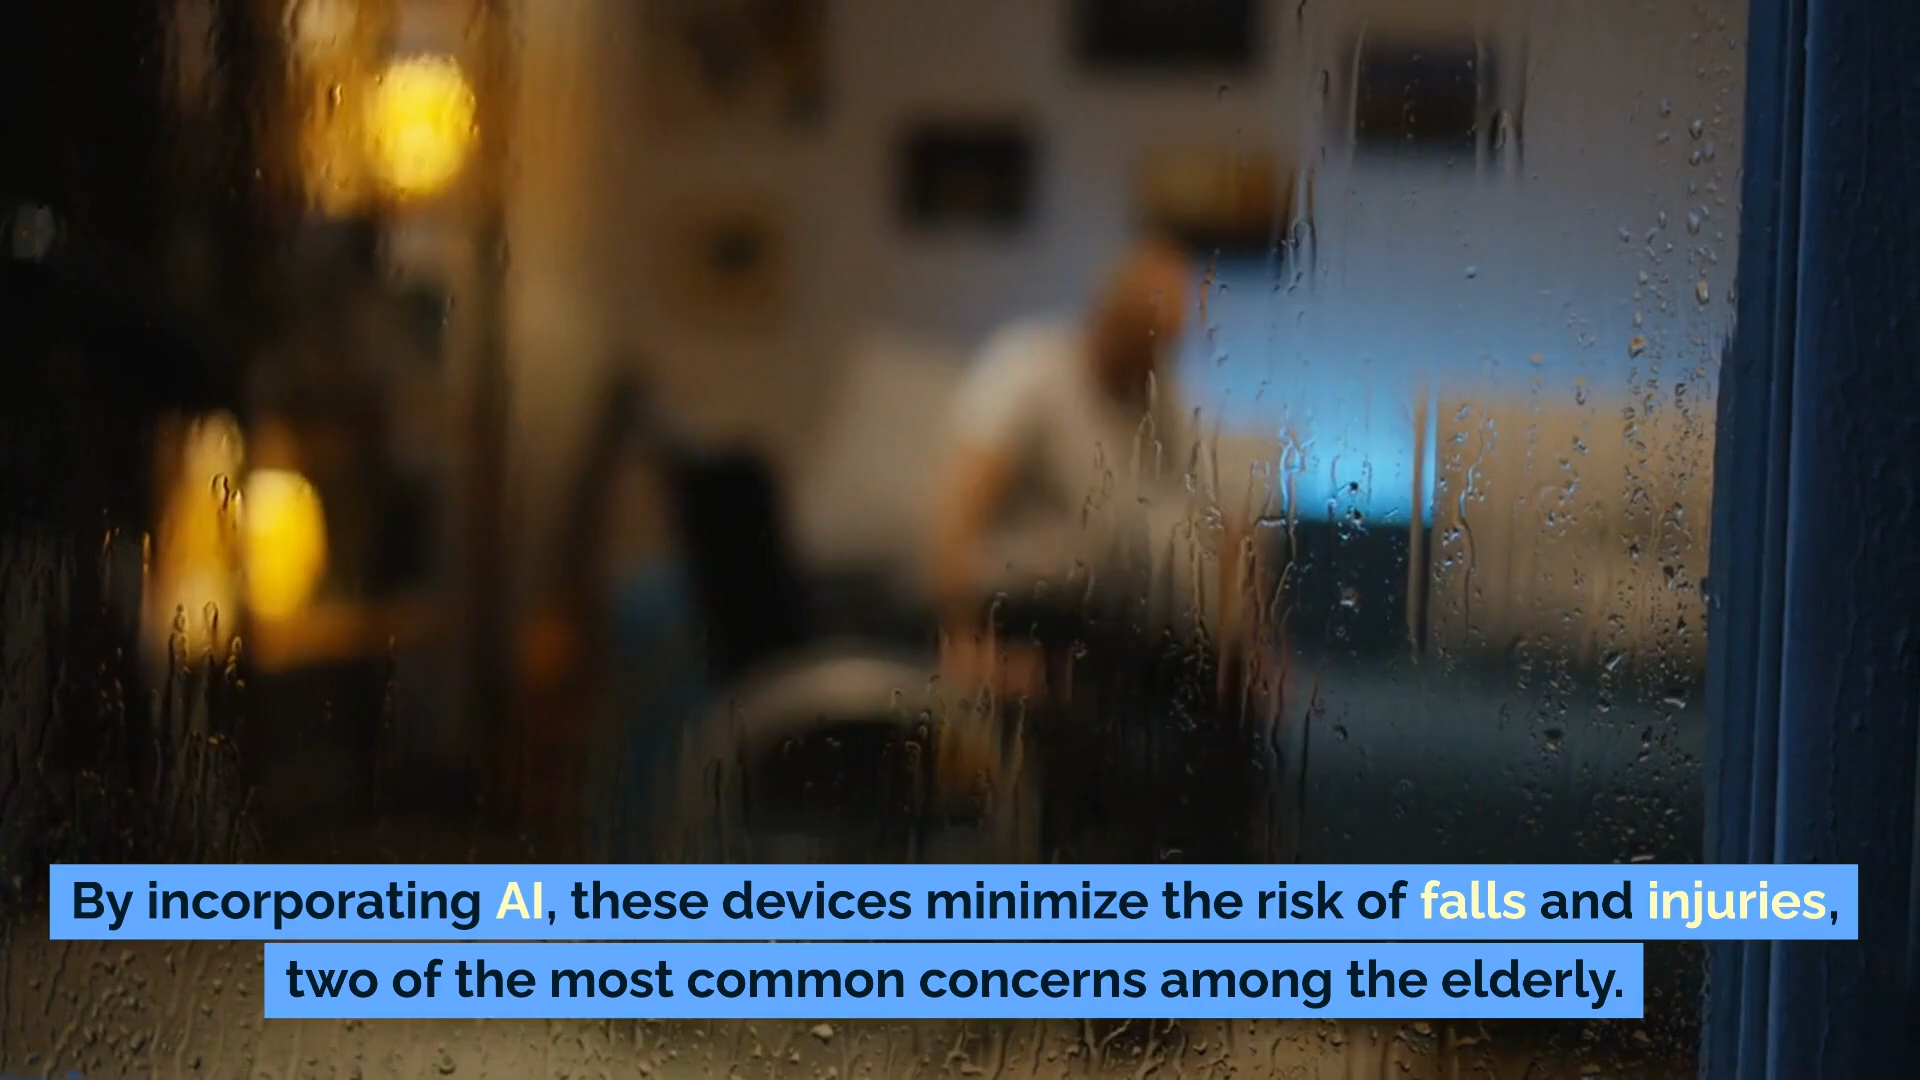 By incorporating AI, these devices minimize the risk of falls and injuries,
two of the most common concerns among the elderly.